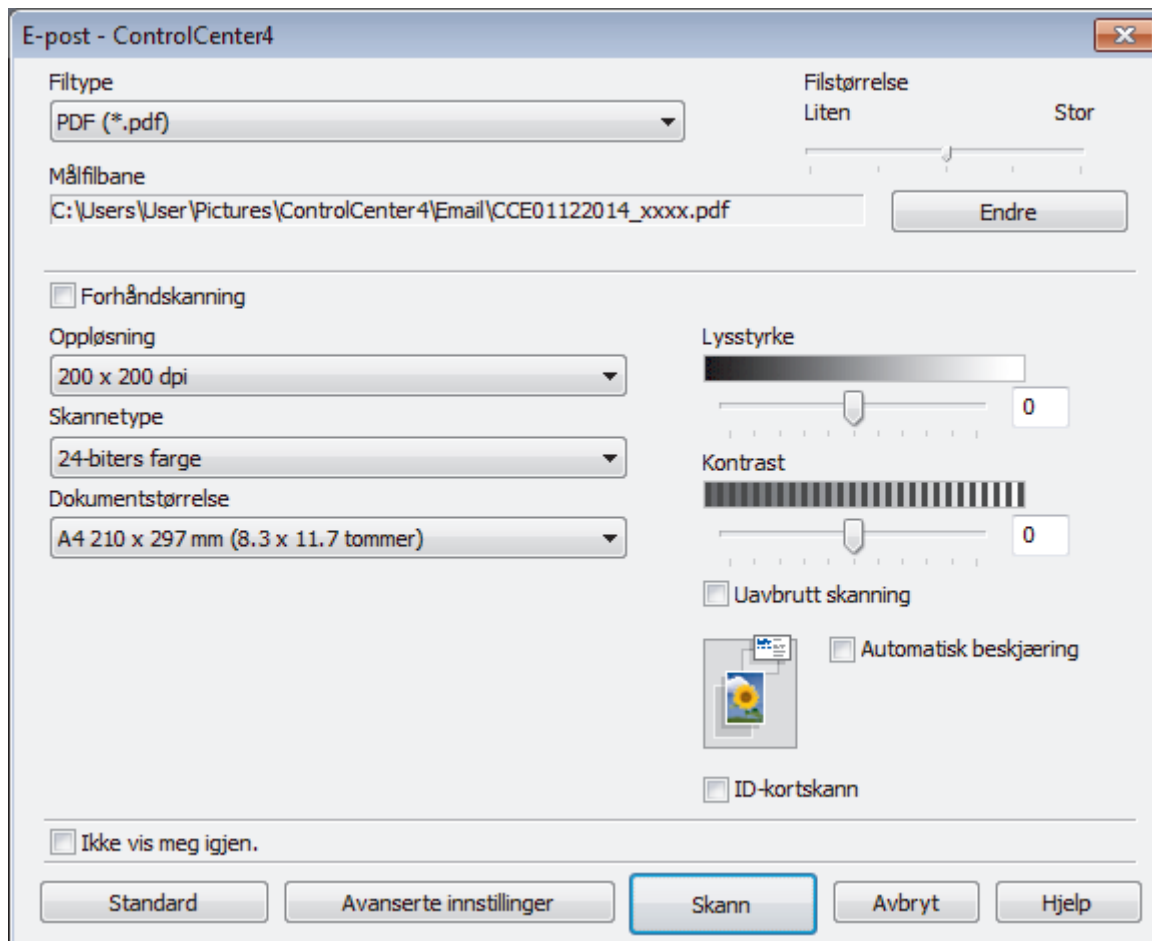 E-post - ControlCenter4
Filtype
Filstørrelse
PDF (*.pdf)
Liten Stor
Målfilbane
C:\Users\User\Pictures\ControlCenter4\Email\CCE01122014_xxxx.pdf
Endre
Forhåndskanning
Oppløsning
200 x 200 dpi
Skannetype
24-biters farge
Dokumentstørrelse
A4 210 x 297 mm (8.3 x 11.7 tommer)
Lysstyrke
0
Kontrast
0
Uavbrutt skanning
Automatisk beskjæring
ID-kortskann
Ikke vis meg igjen.
Standard Avanserte innstillinger Skann Avbryt Hjelp